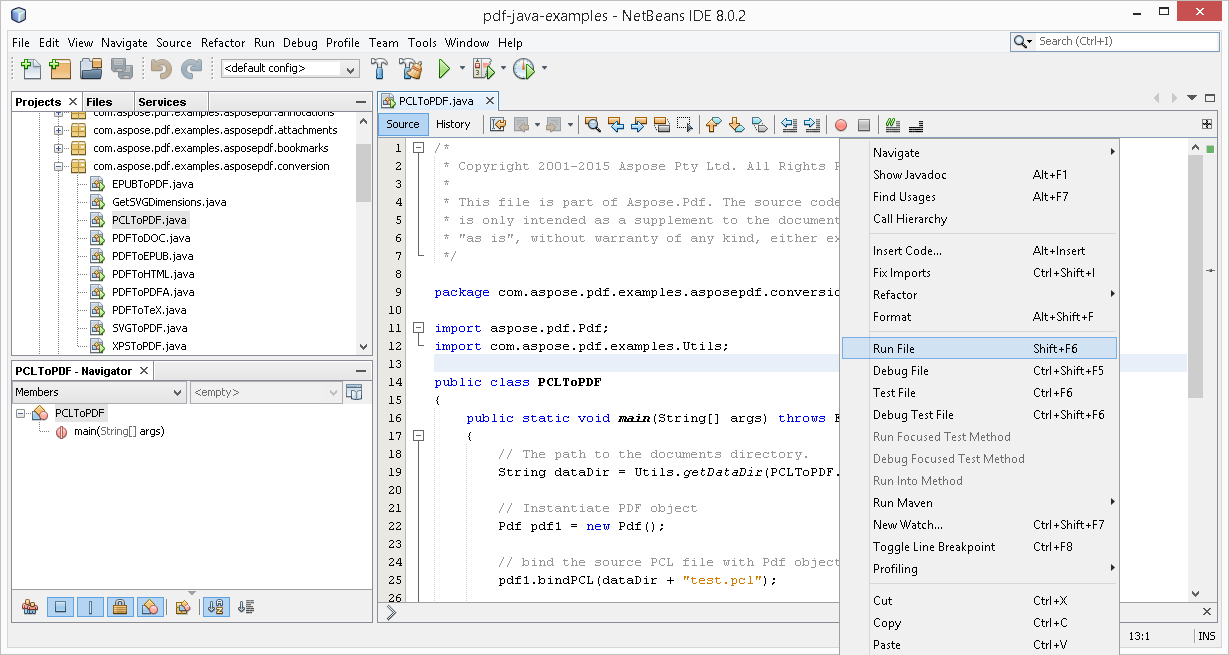 pdf-java-examples - NetBeans IDE 8.0.2
File Edit View Navigate Source Refactor Run Debug Profile Team Tools Window Help
Search (Ctrl+I)
<default config>
Projects Files Services
com.aspose.pdf.examples.asposepdf.annotations
com.aspose.pdf.examples.asposepdf.attachments
com.aspose.pdf.examples.asposepdf.bookmarks
com.aspose.pdf.examples.asposepdf.conversion
EPUBToPDF.java
GetSVGDimensions.java
PCLToPDF.java
PDFToDOC.java
PDFToEPUB.java
PDFToHTML.java
PDFToPDFA.java
PDFToTeX.java
SVGToPDF.java
XPSToPDF.java
PCLToPDF - Navigator
Members <empty>
PCLToPDF
main(String[] args)
PCLToPDF.java
Source History
1 /*
2 * Copyright 2001-2015 Aspose Pty Ltd. All Rights R
3 *
4 * This file is part of Aspose.Pdf. The source code
5 * is only intended as a supplement to the document
6 * "as is", without warranty of any kind, either ex
7 */
8
9 package com.aspose.pdf.examples.asposepdf.conversio
10
11 import aspose.pdf.Pdf;
12 import com.aspose.pdf.examples.Utils;
13
14 public class PCLToPDF
15 {
16 public static void main(String[] args) throws E
17 {
18 // The path to the documents directory.
19 String dataDir = Utils.getDataDir(PCLToPDF.
20
21 // Instantiate PDF object
22 Pdf pdf1 = new Pdf();
23
24 // bind the source PCL file with Pdf object
25 pdf1.bindPCL(dataDir + "test.pcl");
26
Navigate
Show Javadoc Alt+F1
Find Usages Alt+F7
Call Hierarchy
Insert Code... Alt+Insert
Fix Imports Ctrl+Shift+I
Refactor
Format Alt+Shift+F
Run File Shift+F6
Debug File Ctrl+Shift+F5
Test File Ctrl+F6
Debug Test File Ctrl+Shift+F6
Run Focused Test Method
Debug Focused Test Method
Run Into Method
Run Maven
New Watch... Ctrl+Shift+F7
Toggle Line Breakpoint Ctrl+F8
Profiling
Cut Ctrl+X
Copy Ctrl+C
Paste Ctrl+V
13:1 INS